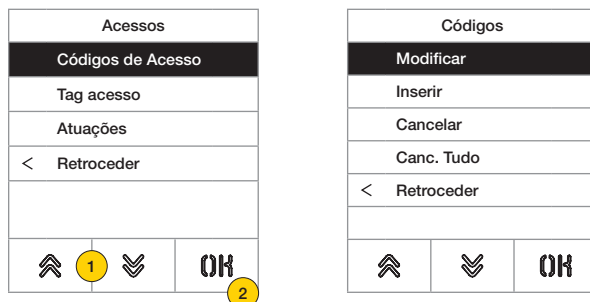 Acessos
Códigos de Acesso
Tag acesso
Atuações
< Retroceder
1
OK
2
Códigos
Modificar
Inserir
Cancelar
Canc. Tudo
< Retroceder
OK